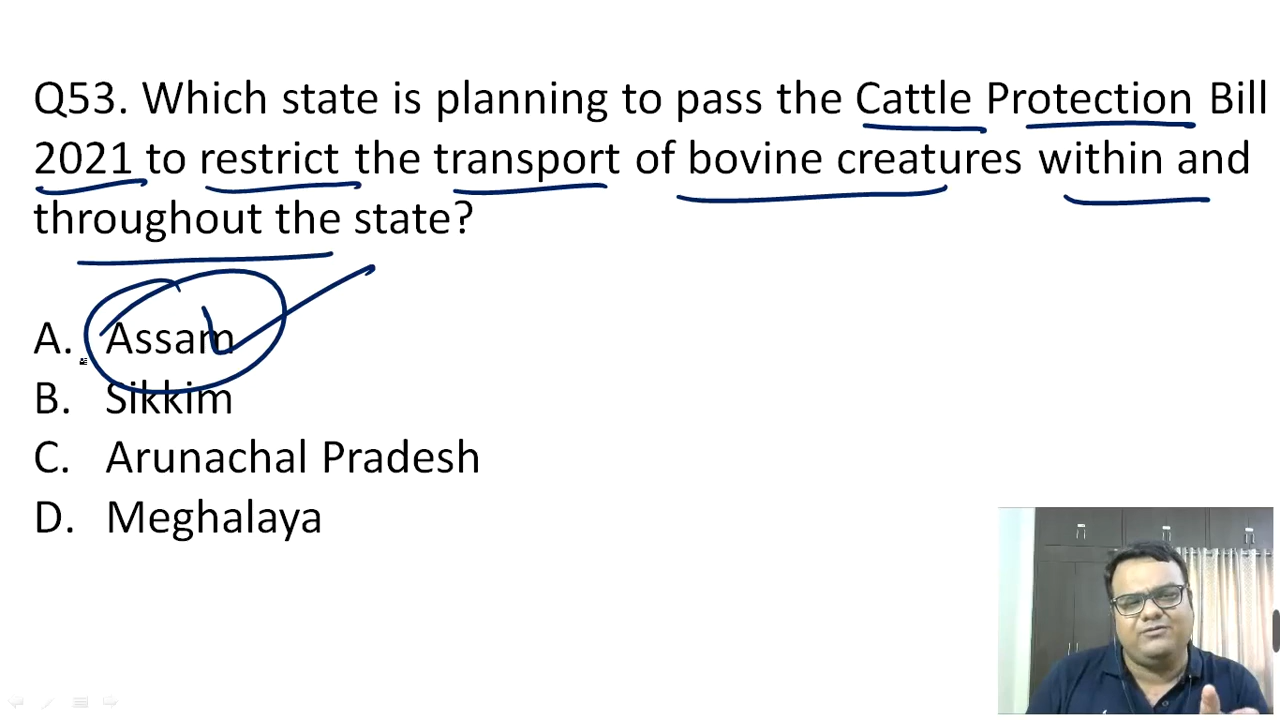 Q53. Which state is planning to pass the Cattle Protection Bill
2021 to restrict the transport of bovine creatures within and
throughout the state?
A. Assam
B. Sikkim
C. Arunachal Pradesh
D. Meghalaya